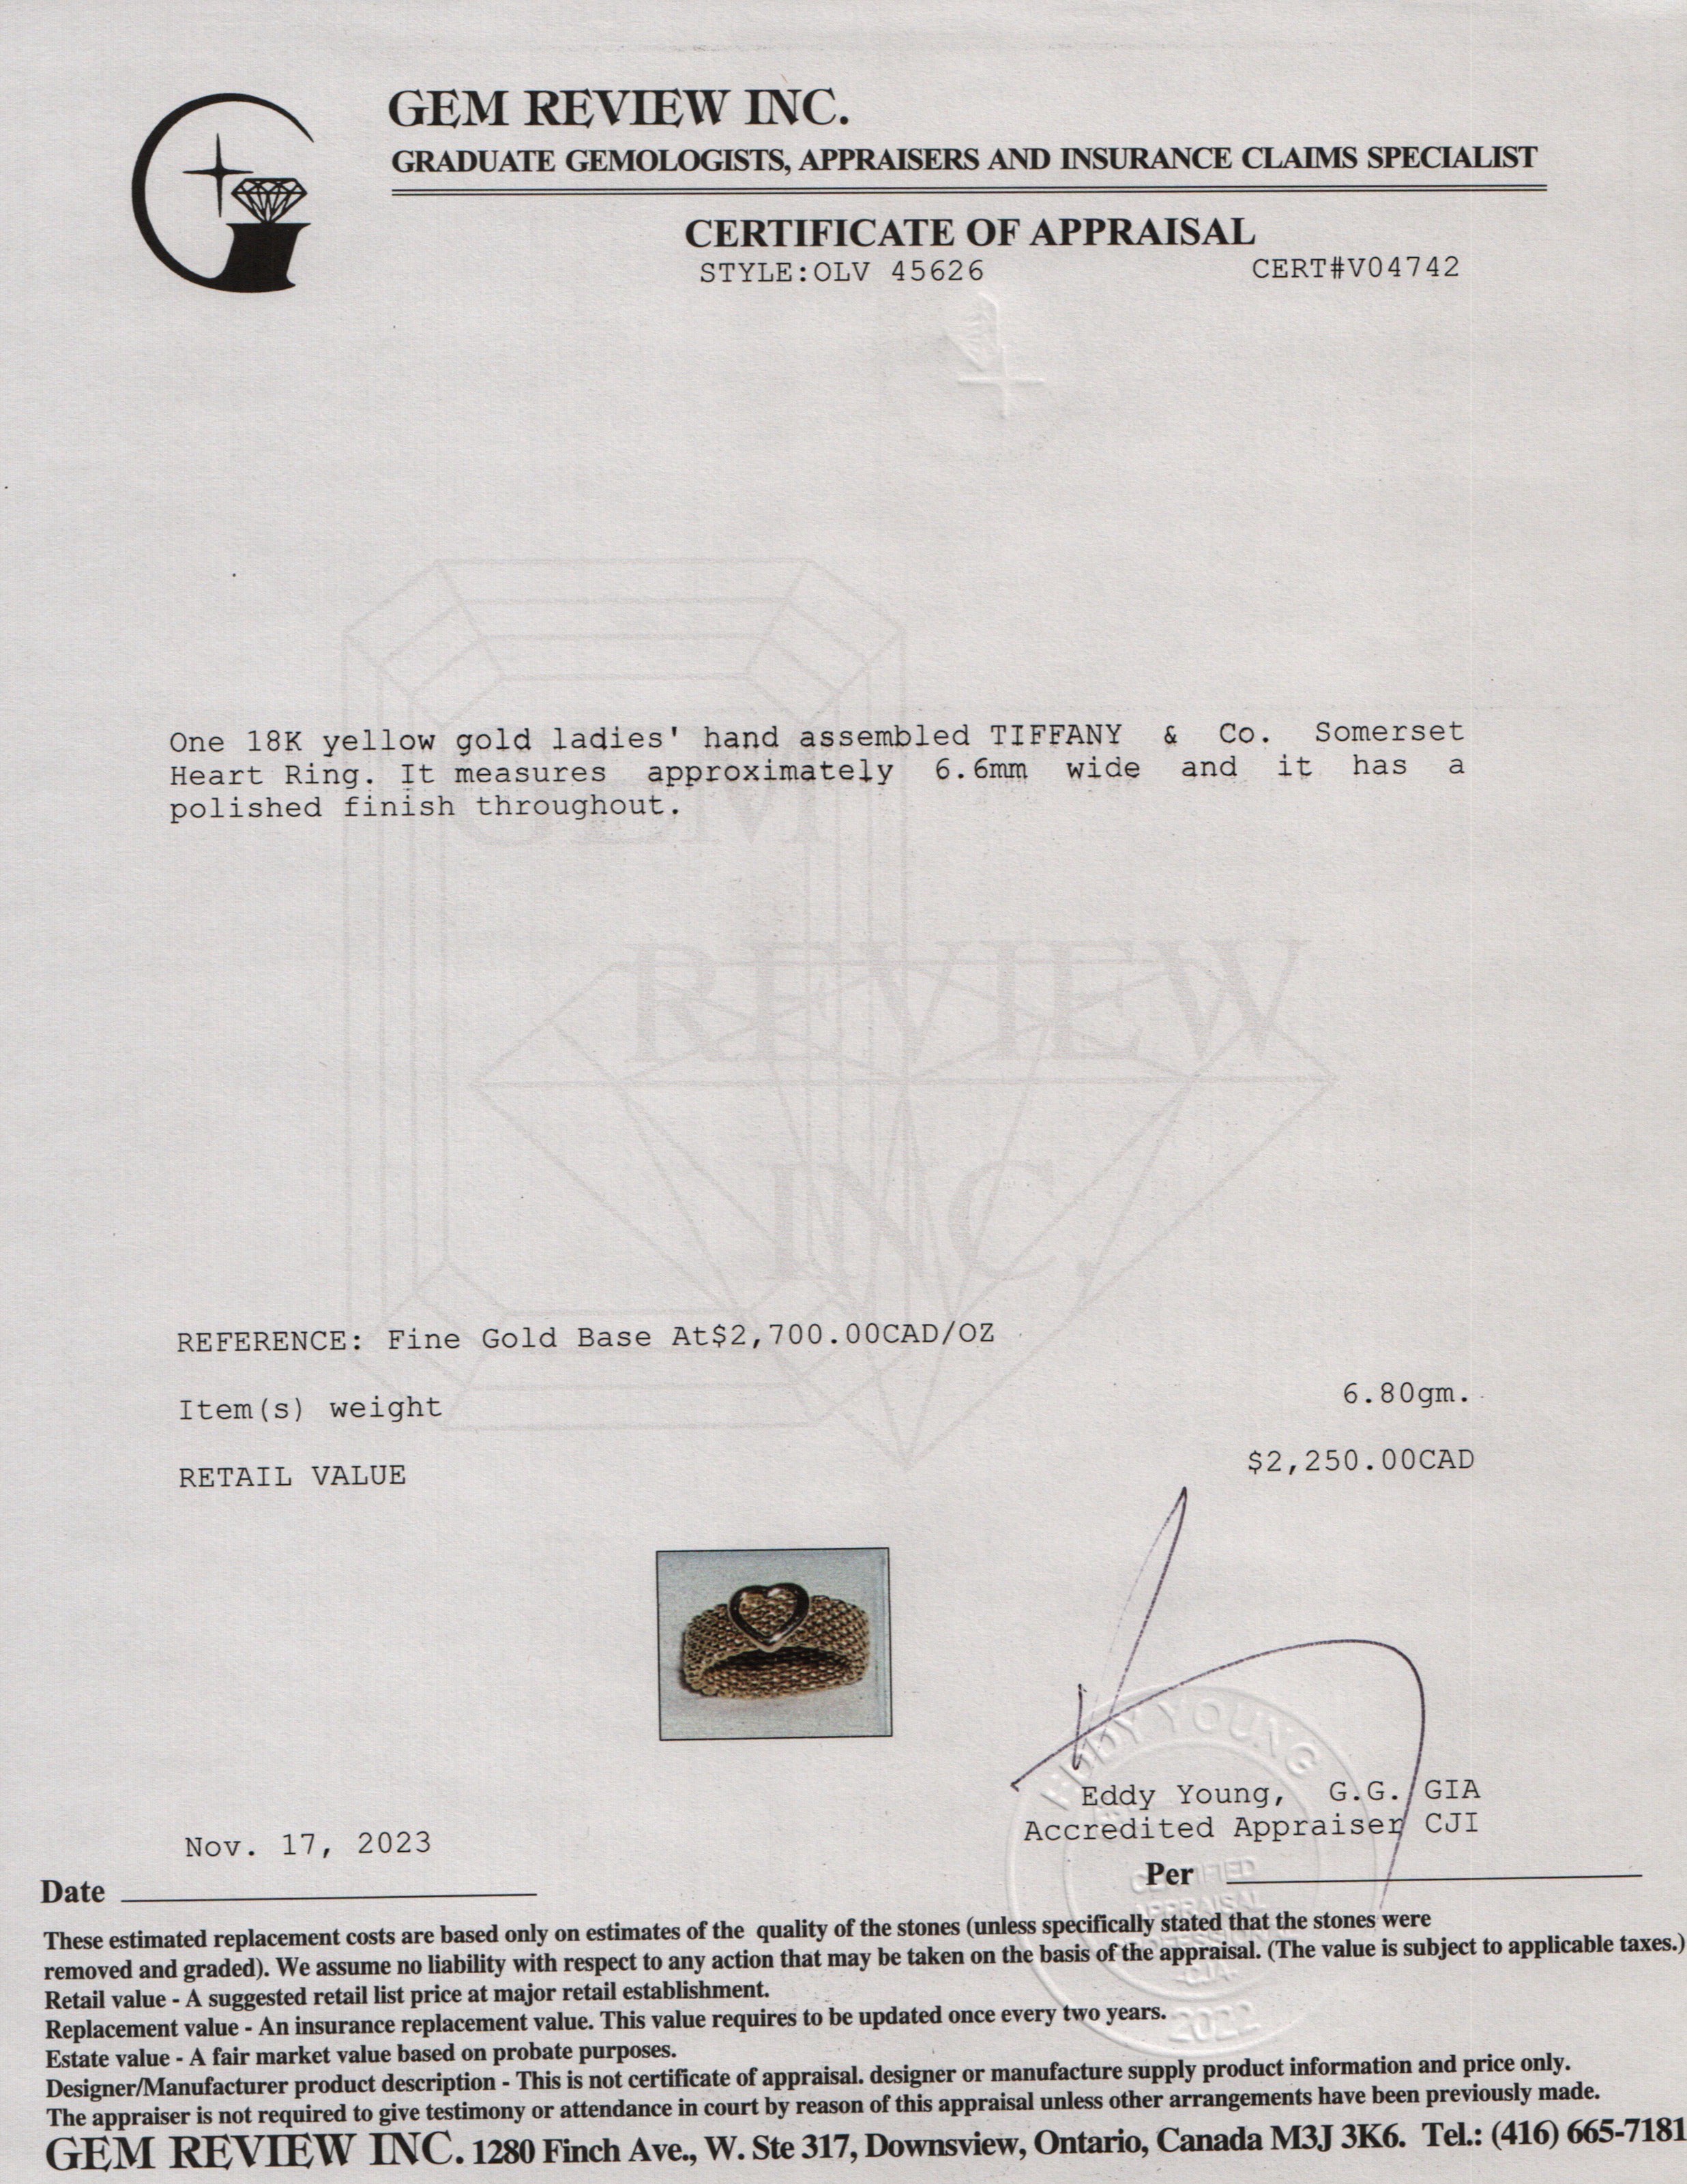 GEM REVIEW INC.
GRADUATE GEMOLOGISTS, APPRAISERS AND INSURANCE CLAIMS SPECIALIST
CERTIFICATE OF APPRAISAL
STYLE:OLV 45626 CERT#V04742
One 18K yellow gold ladies' hand assembled TIFFANY & Co. Somerset
Heart Ring. It measures approximately 6.6mm wide and it has a
polished finish throughout.
GEM
REVIEW
INC.
REFERENCE: Fine Gold Base At$2,700.00CAD/OZ
Item(s) weight 6.80gm.
RETAIL VALUE $2,250.00CAD
EDDY YOUNG
Eddy Young, G.G. GIA
Accredited Appraiser CJI
Nov. 17, 2023
Date
Per
CERTIFIED
APPRAISAL
PROFESSIONAL
2022
These estimated replacement costs are based only on estimates of the quality of the stones (unless specifically stated that the stones were
removed and graded). We assume no liability with respect to any action that may be taken on the basis of the appraisal. (The value is subject to applicable taxes.)
Retail value - A suggested retail list price at major retail establishment.
Replacement value - An insurance replacement value. This value requires to be updated once every two years.
Estate value - A fair market value based on probate purposes.
Designer/Manufacturer product description - This is not certificate of appraisal. designer or manufacture supply product information and price only.
The appraiser is not required to give testimony or attendance in court by reason of this appraisal unless other arrangements have been previously made.
GEM REVIEW INC. 1280 Finch Ave., W. Ste 317, Downsview, Ontario, Canada M3J 3K6. Tel.: (416) 665-7181